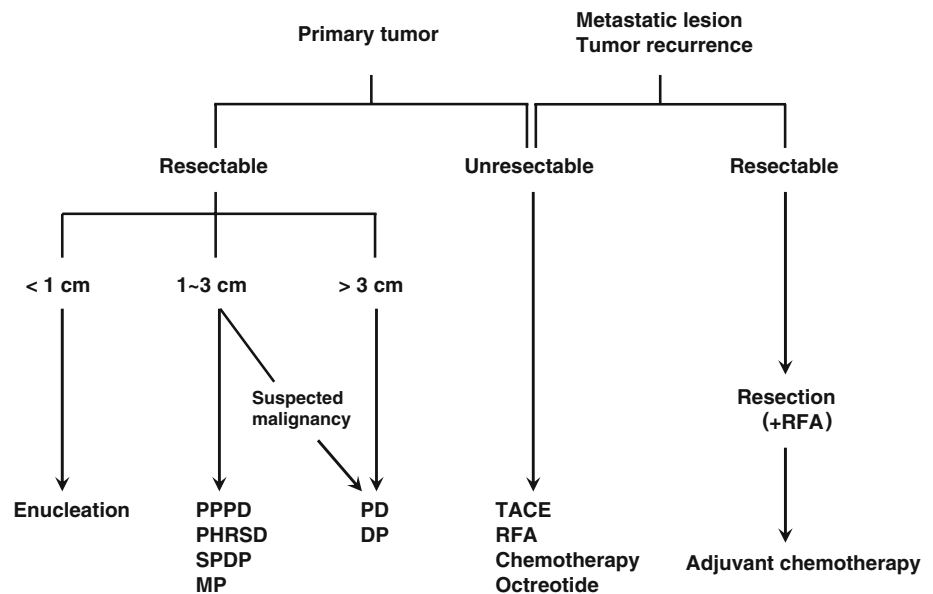 Primary tumor
Metastatic lesion
Tumor recurrence
Resectable
Unresectable
Resectable
< 1 cm
1~3 cm
> 3 cm
Suspected
malignancy
Resection
(+RFA)
Enucleation
PPPD
PHRSD
SPDP
MP
PD
DP
TACE
RFA
Chemotherapy
Octreotide
Adjuvant chemotherapy